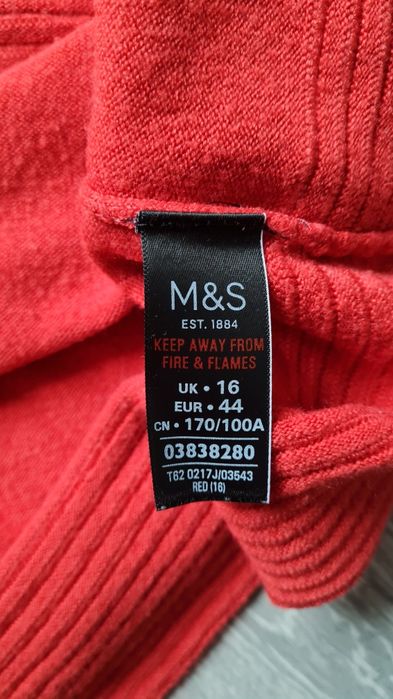 M&S
EST. 1884
KEEP AWAY FROM
FIRE & FLAMES
UK • 16
EUR • 44
CN • 170/100A
03838280
T62 0217J/03543
RED (16)